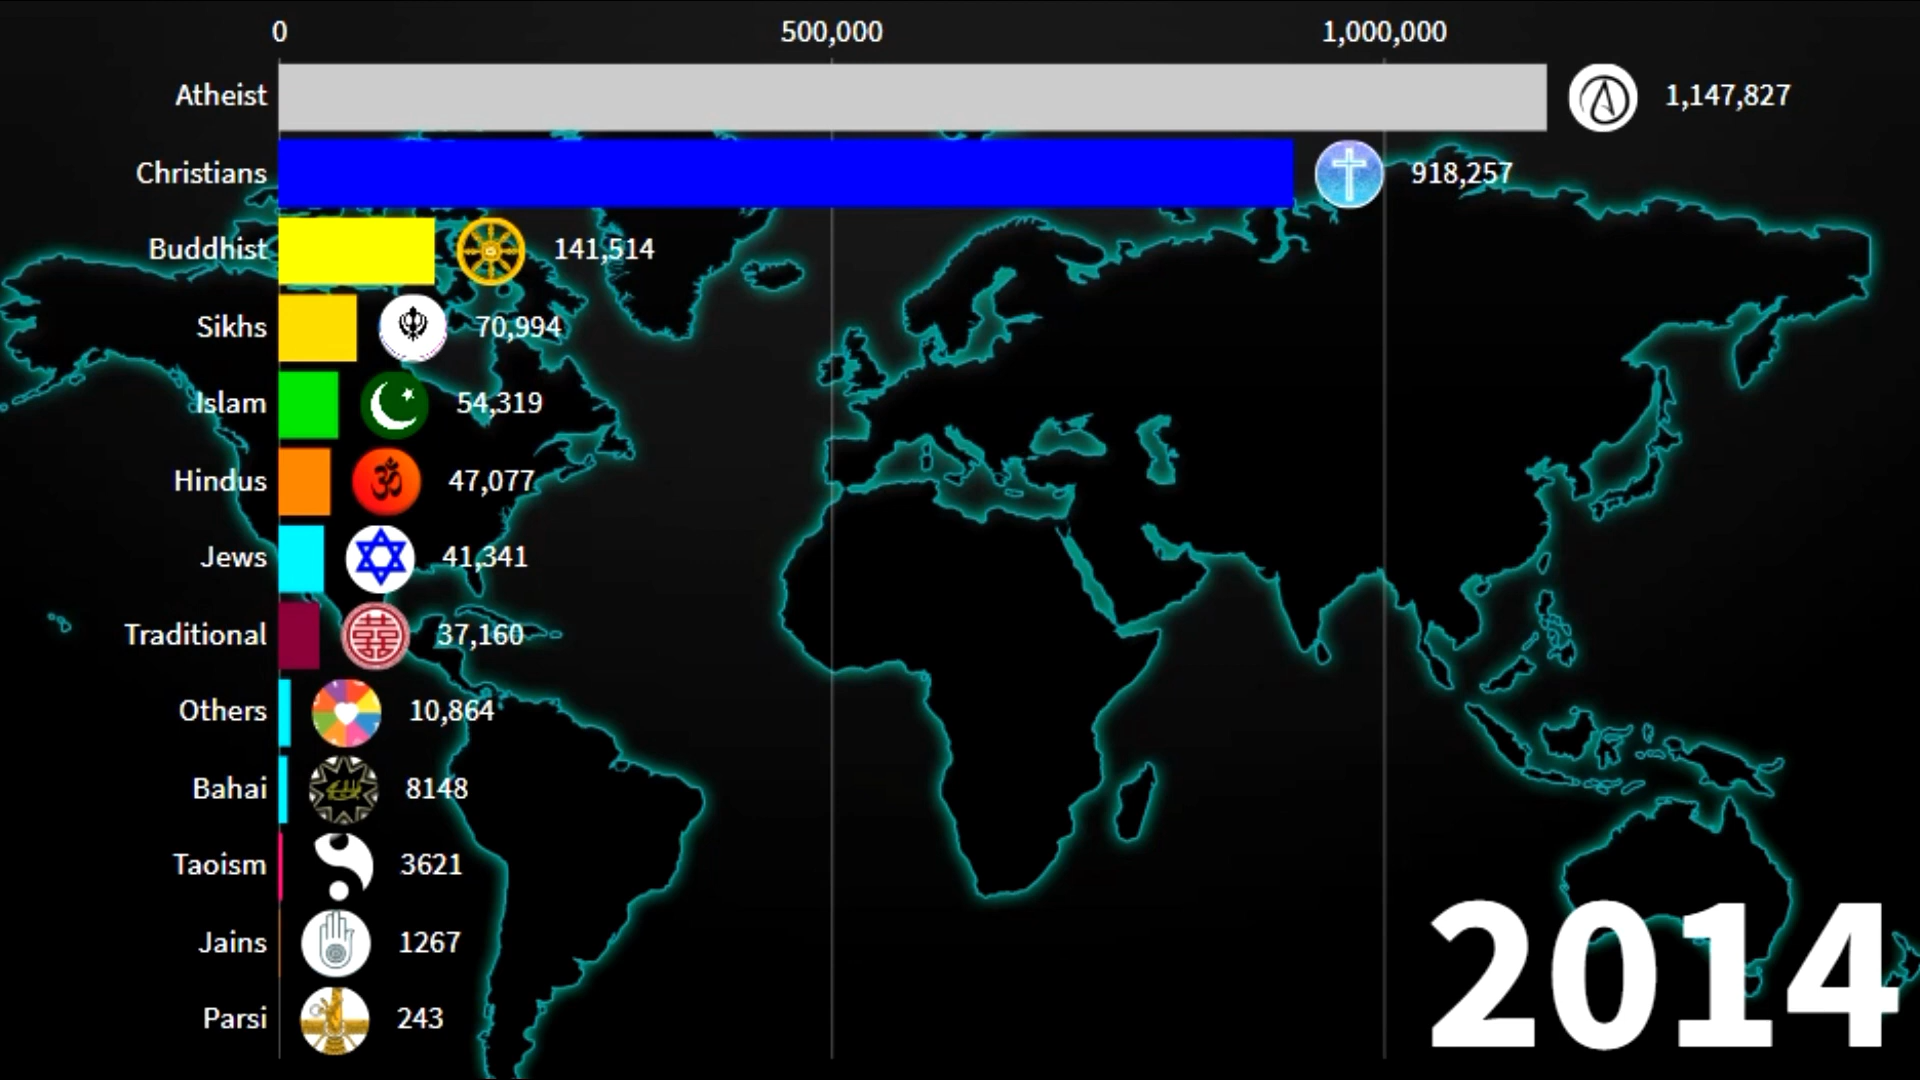 0 500,000 1,000,000
Atheist 1,147,827
Christians 918,257
Buddhist 141,514
Sikhs 70,994
Islam 54,319
Hindus 47,077
Jews 41,341
Traditional 37,160
Others 10,864
Bahai 8148
Taoism 3621
Jains 1267
Parsi 243
2014